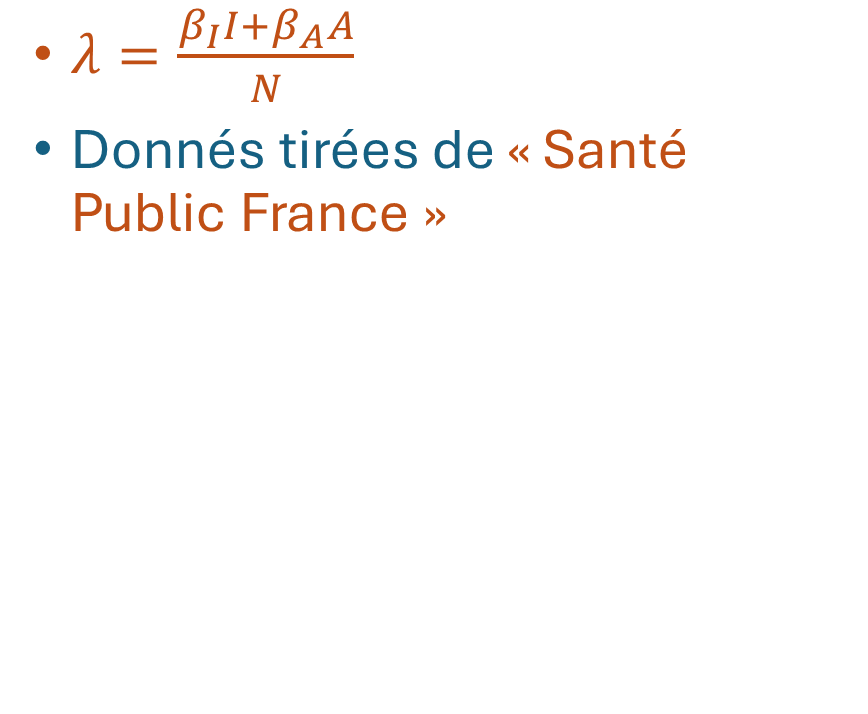 • λ = (β_I I + β_A A) / N
• Donnés tirées de « Santé
Public France »